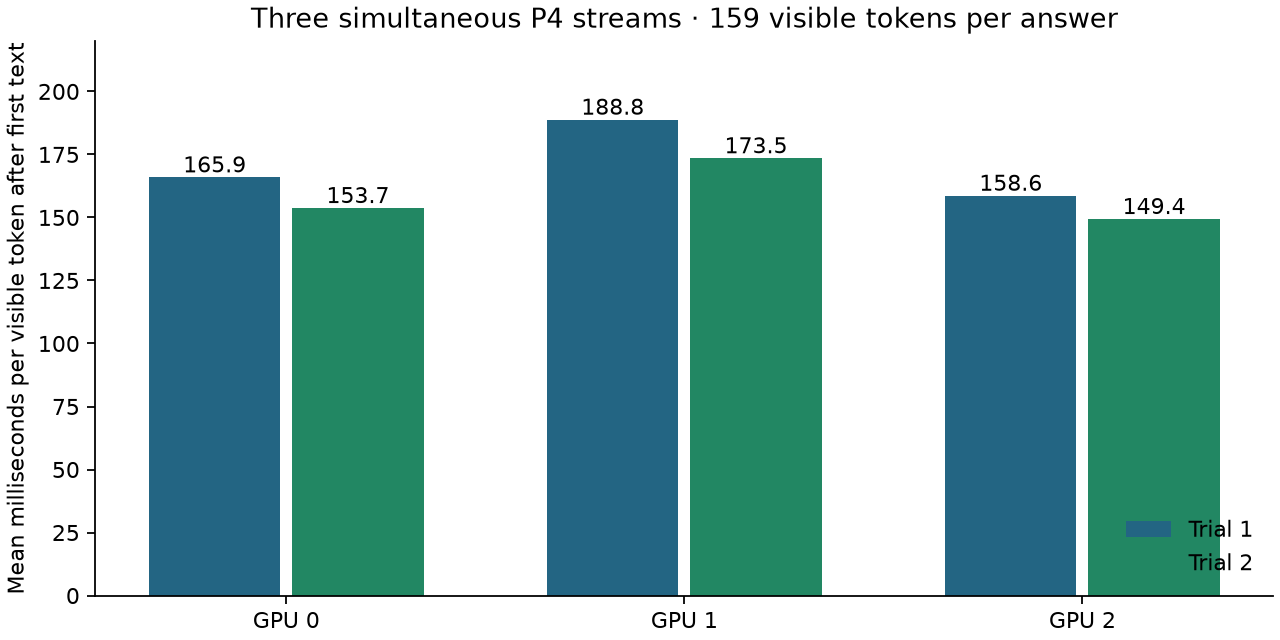 Three simultaneous P4 streams · 159 visible tokens per answer
Mean milliseconds per visible token after first text
200
175
150
125
100
75
50
25
0
165.9
153.7
188.8
173.5
158.6
149.4
Trial 1
Trial 2
GPU 0
GPU 1
GPU 2